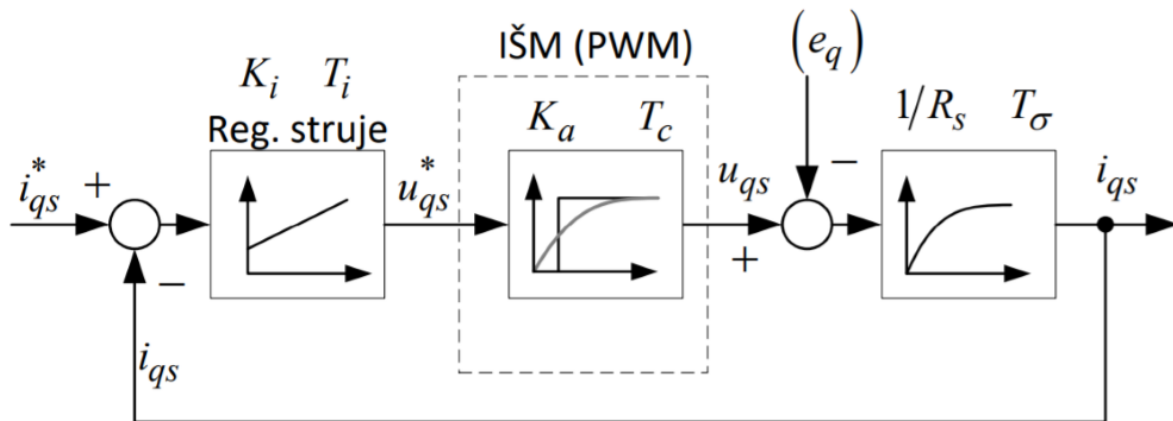 IŠM (PWM)
(e_q)
K_i T_i
Reg. struje
K_a T_c
1/R_s T_σ
i*_qs
+
−
u*_qs
u_qs
+
−
i_qs
i_qs